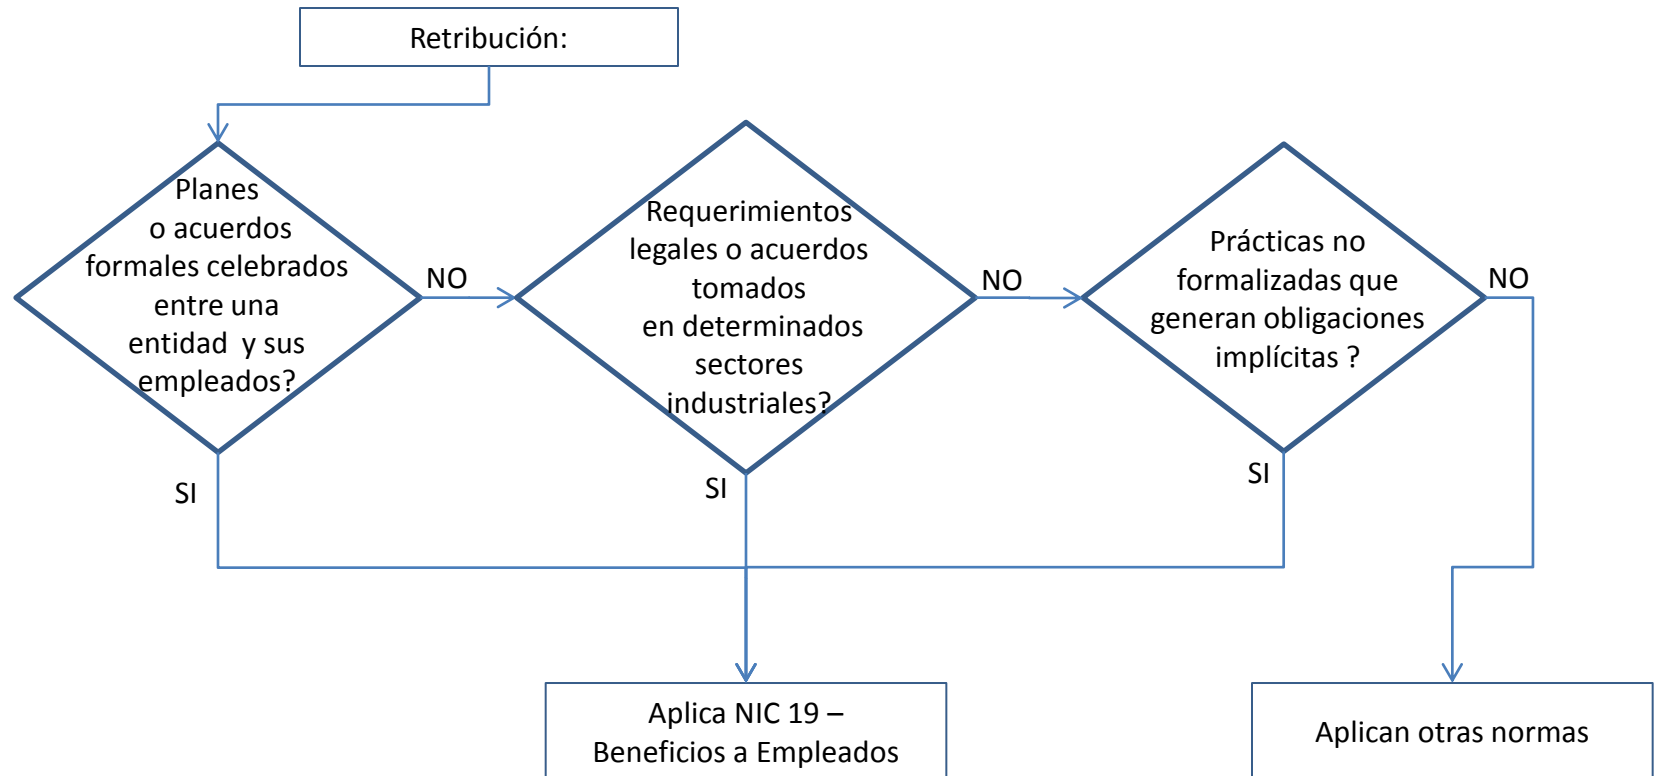 Retribución:
Planes
o acuerdos
formales celebrados
entre una
entidad y sus
empleados?
NO
SI
Requerimientos
legales o acuerdos
tomados
en determinados
sectores
industriales?
NO
SI
Prácticas no
formalizadas que
generan obligaciones
implícitas ?
NO
SI
Aplica NIC 19 –
Beneficios a Empleados
Aplican otras normas